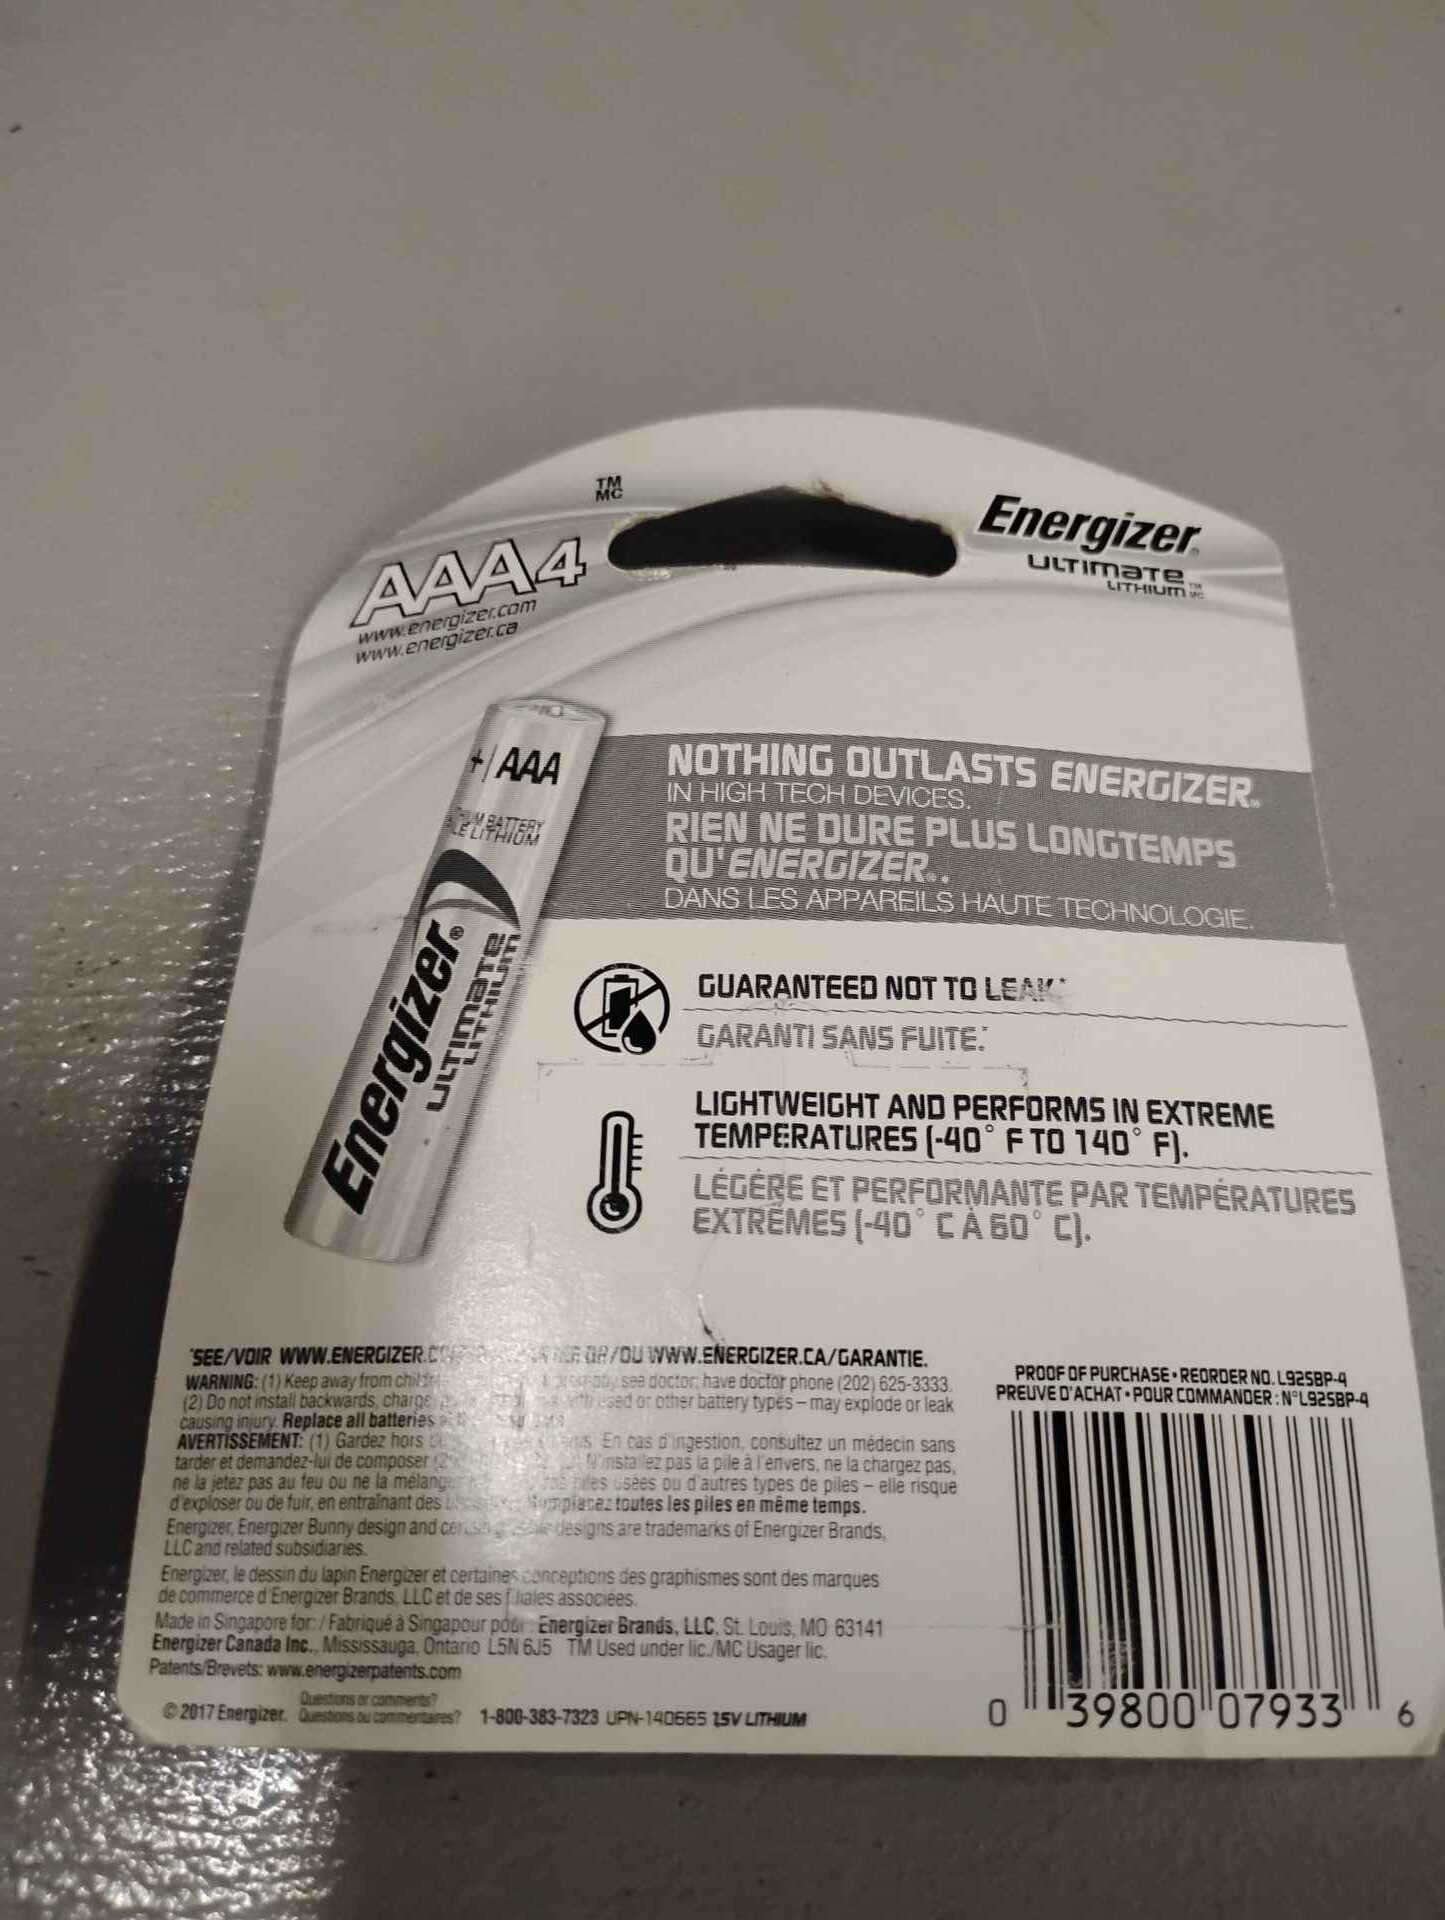 TM
MC
AAA4
www.energizer.com
www.energizer.ca
Energizer
ULTIMATE
LITHIUM TM MC
+ AAA
BATTERY
LITHIUM
Energizer®
ULTIMATE
LITHIUM
NOTHING OUTLASTS ENERGIZER®
IN HIGH TECH DEVICES.
RIEN NE DURE PLUS LONGTEMPS
QU'ENERGIZER®.
DANS LES APPAREILS HAUTE TECHNOLOGIE.
GUARANTEED NOT TO LEAK*
GARANTI SANS FUITE.*
LIGHTWEIGHT AND PERFORMS IN EXTREME
TEMPERATURES (-40° F TO 140° F).
LÉGÈRE ET PERFORMANTE PAR TEMPÉRATURES
EXTRÊMES (-40° C À 60° C).
*SEE/VOIR WWW.ENERGIZER. OR/OU WWW.ENERGIZER.CA/GARANTIE.
WARNING: (1) Keep away from see doctor; have doctor phone (202) 625-3333.
(2) Do not install backwards, charge, with used or other battery types – may explode or leak
causing injury. Replace all batteries
AVERTISSEMENT: (1) Gardez hors En cas d'ingestion, consultez un médecin sans
tarder et demandez-lui de composer N'installez pas la pile à l'envers, ne la chargez pas,
ne la jetez pas au feu ou ne la mélangez piles usées ou d'autres types de piles – elle risque
d'exploser ou de fuir, en entraînant des Remplacez toutes les piles en même temps.
Energizer, Energizer Bunny design and certain graphic designs are trademarks of Energizer Brands,
LLC and related subsidiaries.
Energizer, le dessin du lapin Energizer et certaines conceptions des graphismes sont des marques
de commerce d'Energizer Brands, LLC et de ses filiales associées.
Made in Singapore for: / Fabriqué à Singapour pour : Energizer Brands, LLC, St. Louis, MO 63141
Energizer Canada Inc., Mississauga, Ontario L5N 6J5 TM Used under lic./MC Usager lic.
Patents/Brevets: www.energizerpatents.com
© 2017 Energizer. Questions or comments?
Questions ou commentaires? 1-800-383-7323 UPN-140665 1,5V LITHIUM
PROOF OF PURCHASE • REORDER NO. L92SBP-4
PREUVE D'ACHAT • POUR COMMANDER : N° L92SBP-4
0 39800 07933 6